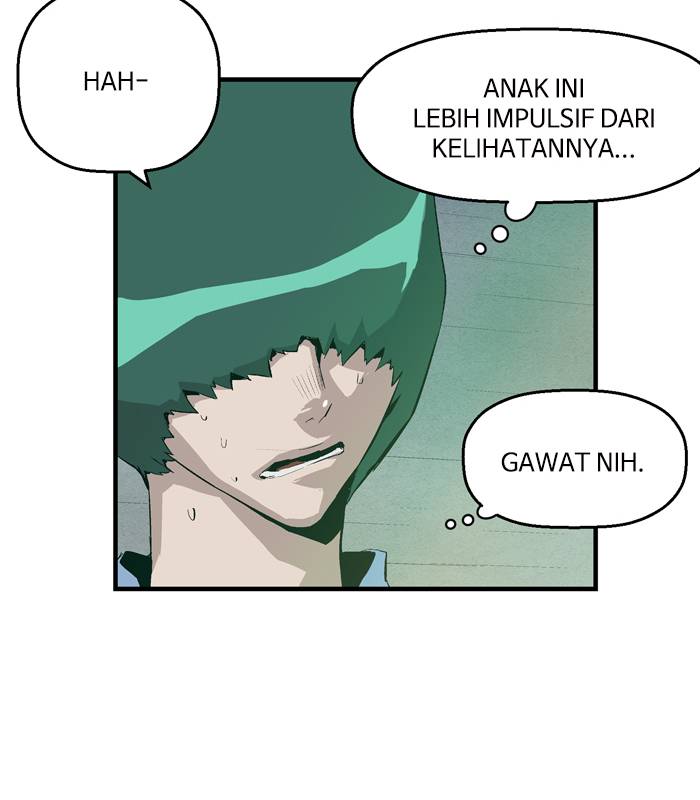 HAH-
ANAK INI
LEBIH IMPULSIF DARI
KELIHATANNYA...
GAWAT NIH.